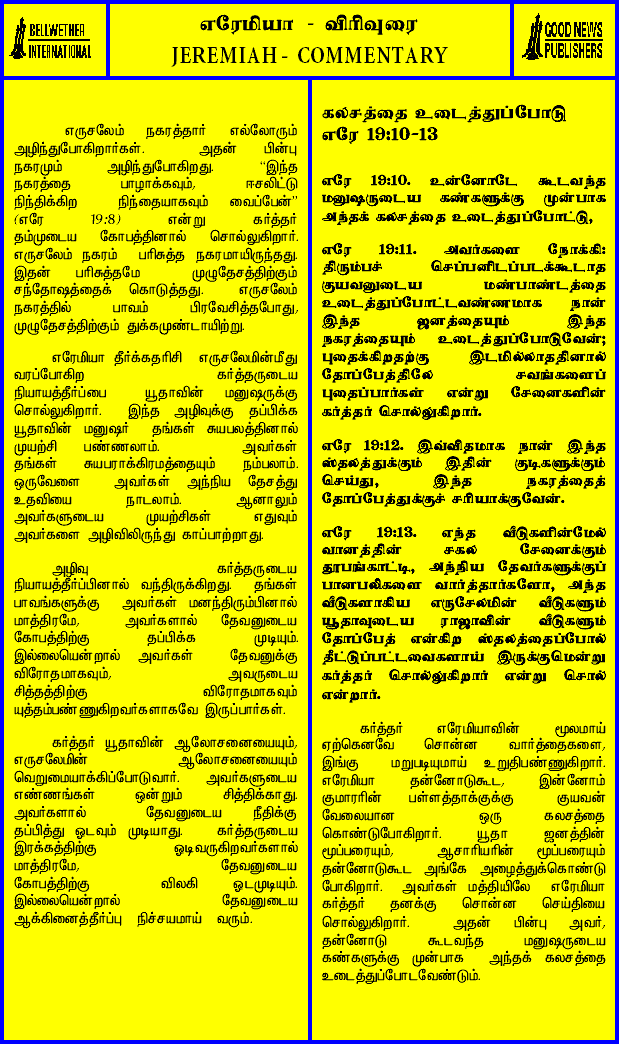 BELLWETHER
INTERNATIONAL
எரேமியா - விரிவுரை
JEREMIAH - COMMENTARY
GOOD NEWS
PUBLISHERS
எருசலேம் நகரத்தார் எல்லோரும்
அழிந்துபோகிறார்கள். அதன் பின்பு
நகரமும் அழிந்துபோகிறது. “இந்த
நகரத்தை பாழாக்கவும், ஈசலிட்டு
நிந்திக்கிற நிந்தையாகவும் வைப்பேன்”
(எரே 19:8) என்று கர்த்தர்
தம்முடைய கோபத்தினால் சொல்லுகிறார்.
எருசலேம் நகரம் பரிசுத்த நகரமாயிருந்தது.
இதன் பரிசுத்தமே முழுதேசத்திற்கும்
சந்தோஷத்தைக் கொடுத்தது. எருசலேம்
நகரத்தில் பாவம் பிரவேசித்தபோது,
முழுதேசத்திற்கும் துக்கமுண்டாயிற்று.
எரேமியா தீர்க்கதரிசி எருசலேமின்மீது
வரப்போகிற கர்த்தருடைய
நியாயத்தீர்ப்பை யூதாவின் மனுஷருக்கு
சொல்லுகிறார். இந்த அழிவுக்கு தப்பிக்க
யூதாவின் மனுஷர் தங்கள் சுயபலத்தினால்
முயற்சி பண்ணலாம். அவர்கள்
தங்கள் சுயபராக்கிரமத்தையும் நம்பலாம்.
ஒருவேளை அவர்கள் அந்நிய தேசத்து
உதவியை நாடலாம். ஆனாலும்
அவர்களுடைய முயற்சிகள் எதுவும்
அவர்களை அழிவிலிருந்து காப்பாற்றாது.
அழிவு கர்த்தருடைய
நியாயத்தீர்ப்பினால் வந்திருக்கிறது. தங்கள்
பாவங்களுக்கு அவர்கள் மனந்திரும்பினால்
மாத்திரமே, அவர்களால் தேவனுடைய
கோபத்திற்கு தப்பிக்க முடியும்.
இல்லையென்றால் அவர்கள் தேவனுக்கு
விரோதமாகவும், அவருடைய
சித்தத்திற்கு விரோதமாகவும்
யுத்தம்பண்ணுகிறவர்களாகவே இருப்பார்கள்.
கர்த்தர் யூதாவின் ஆலோசனையையும்,
எருசலேமின் ஆலோசனையையும்
வெறுமையாக்கிப்போடுவார். அவர்களுடைய
எண்ணங்கள் ஒன்றும் சித்திக்காது.
அவர்களால் தேவனுடைய நீதிக்கு
தப்பித்து ஓடவும் முடியாது. கர்த்தருடைய
இரக்கத்திற்கு ஓடிவருகிறவர்களால்
மாத்திரமே, தேவனுடைய
கோபத்திற்கு விலகி ஓடமுடியும்.
இல்லையென்றால் தேவனுடைய
ஆக்கினைத்தீர்ப்பு நிச்சயமாய் வரும்.
கலசத்தை உடைத்துப்போடு
எரே 19:10-13
எரே 19:10. உன்னோடே கூடவந்த
மனுஷருடைய கண்களுக்கு முன்பாக
அந்தக் கலசத்தை உடைத்துப்போட்டு,
எரே 19:11. அவர்களை நோக்கி:
திரும்பச் செப்பனிடப்படக்கூடாத
குயவனுடைய மண்பாண்டத்தை
உடைத்துப்போட்டவண்ணமாக நான்
இந்த ஜனத்தையும் இந்த
நகரத்தையும் உடைத்துப்போடுவேன்;
புதைக்கிறதற்கு இடமில்லாததினால்
தோப்பேத்திலே சவங்களைப்
புதைப்பார்கள் என்று சேனைகளின்
கர்த்தர் சொல்லுகிறார்.
எரே 19:12. இவ்விதமாக நான் இந்த
ஸ்தலத்துக்கும் இதின் குடிகளுக்கும்
செய்து, இந்த நகரத்தைத்
தோப்பேத்துக்குச் சரியாக்குவேன்.
எரே 19:13. எந்த வீடுகளின்மேல்
வானத்தின் சகல சேனைக்கும்
தூபங்காட்டி, அந்நிய தேவர்களுக்குப்
பானபலிகளை வார்த்தார்களோ, அந்த
வீடுகளாகிய எருசலேமின் வீடுகளும்
யூதாவுடைய ராஜாவின் வீடுகளும்
தோப்பேத் என்கிற ஸ்தலத்தைப்போல்
தீட்டுப்பட்டவைகளாய் இருக்குமென்று
கர்த்தர் சொல்லுகிறார் என்று சொல்
என்றார்.
கர்த்தர் எரேமியாவின் மூலமாய்
ஏற்கெனவே சொன்ன வார்த்தைகளை,
இங்கு மறுபடியுமாய் உறுதிபண்ணுகிறார்.
எரேமியா தன்னோடுகூட, இன்னோம்
குமாரரின் பள்ளத்தாக்குக்கு குயவன்
வேலையான ஒரு கலசத்தை
கொண்டுபோகிறார். யூதா ஜனத்தின்
மூப்பரையும், ஆசாரியரின் மூப்பரையும்
தன்னோடுகூட அங்கே அழைத்துக்கொண்டு
போகிறார். அவர்கள் மத்தியிலே எரேமியா
கர்த்தர் தனக்கு சொன்ன செய்தியை
சொல்லுகிறார். அதன் பின்பு அவர்,
தன்னோடு கூடவந்த மனுஷருடைய
கண்களுக்கு முன்பாக அந்தக் கலசத்தை
உடைத்துப்போடவேண்டும்.